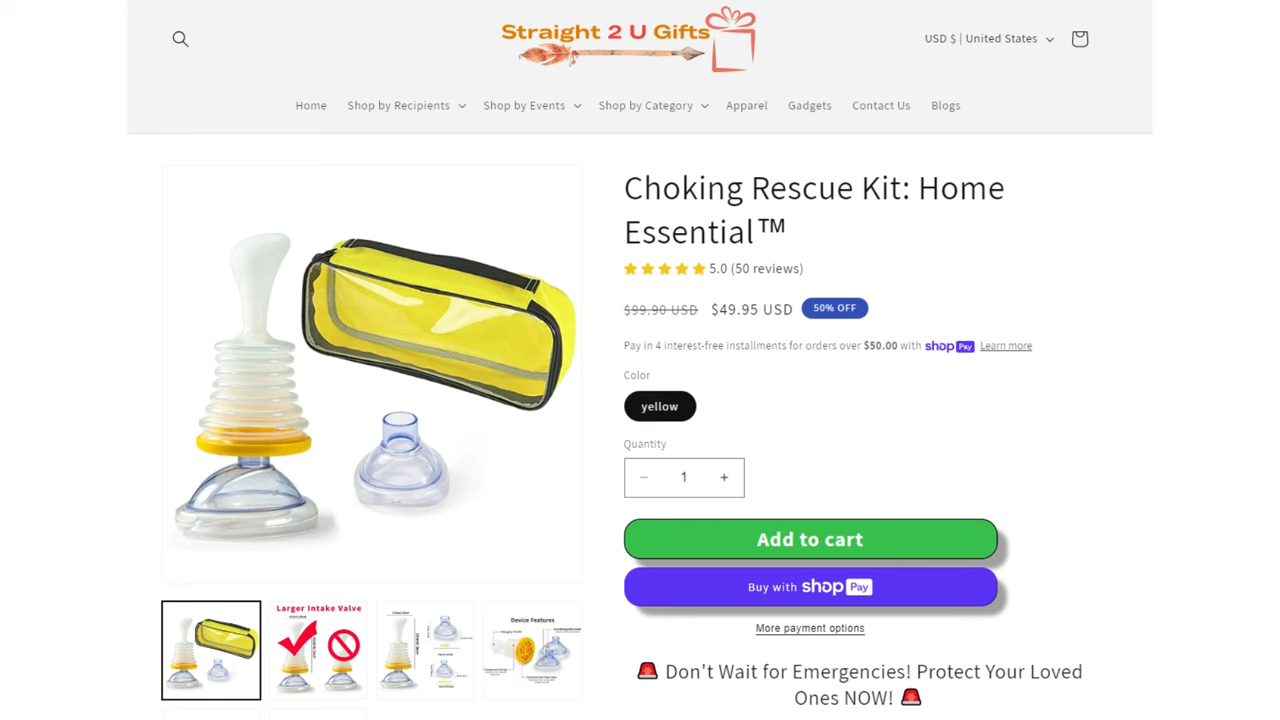 Straight 2 U Gifts
USD $ | United States
Home Shop by Recipients Shop by Events Shop by Category Apparel Gadgets Contact Us Blogs
Choking Rescue Kit: Home
Essential™
5.0 (50 reviews)
$99.90 USD $49.95 USD 50% OFF
Pay in 4 interest-free installments for orders over $50.00 with shop Pay Learn more
Color
yellow
Quantity
− 1 +
Add to cart
Buy with shop Pay
More payment options
Larger Intake Valve
Device Features
🚨 Don't Wait for Emergencies! Protect Your Loved
Ones NOW! 🚨